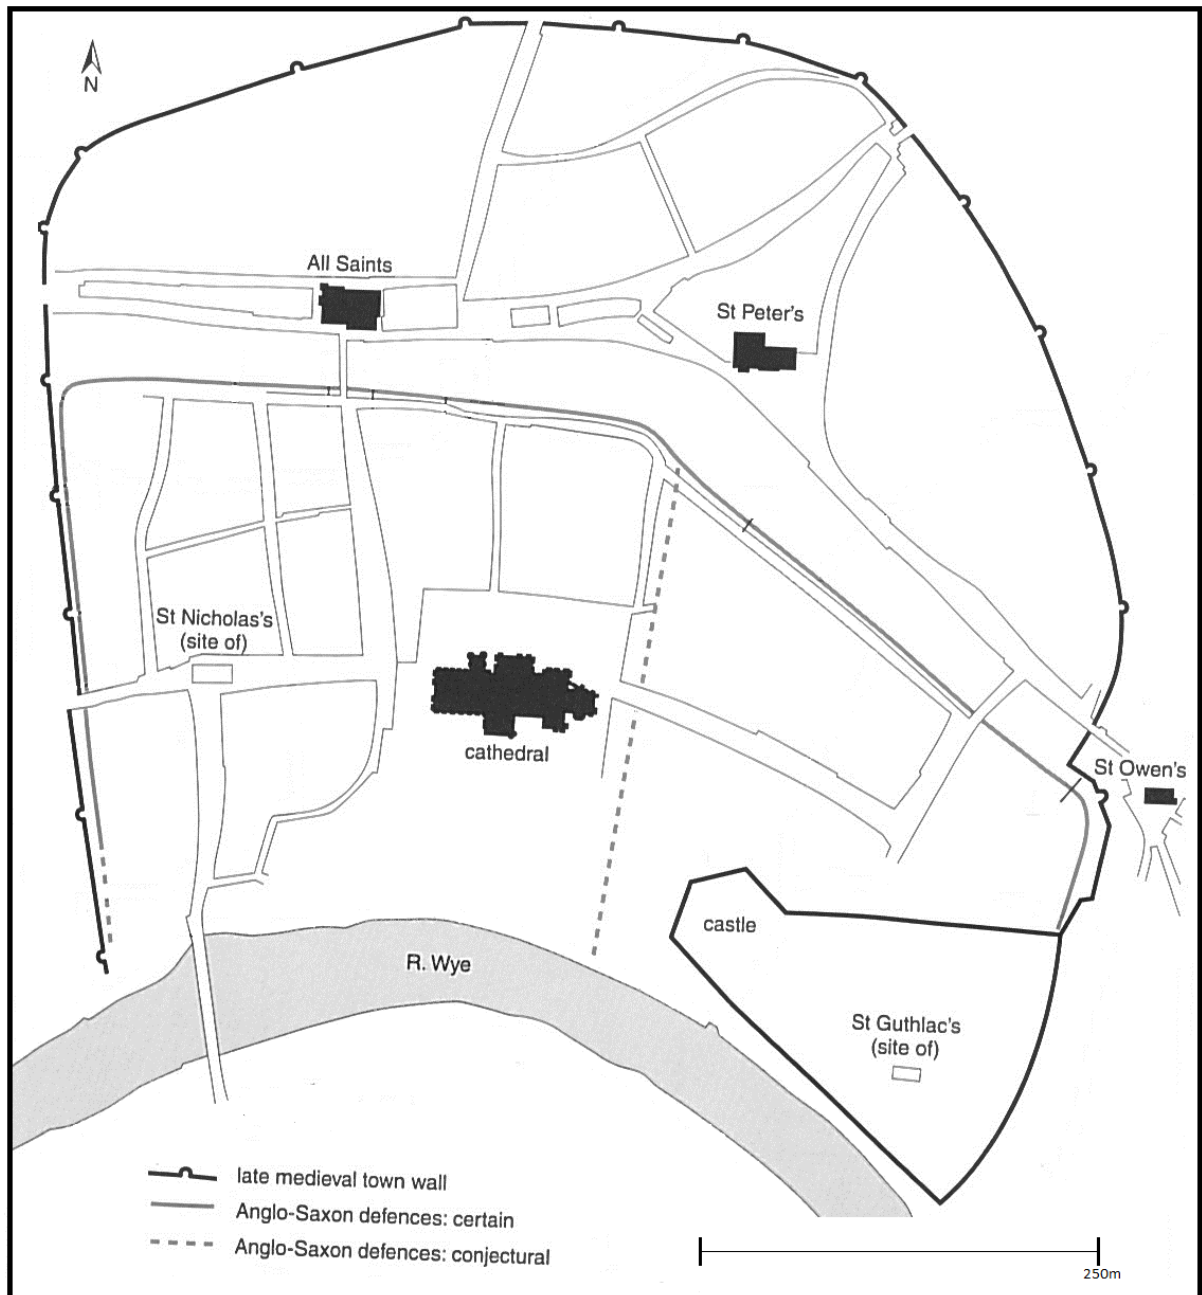 N
All Saints
St Peter's
St Nicholas's
(site of)
cathedral
St Owen's
castle
R. Wye
St Guthlac's
(site of)
late medieval town wall
Anglo-Saxon defences: certain
Anglo-Saxon defences: conjectural
250m